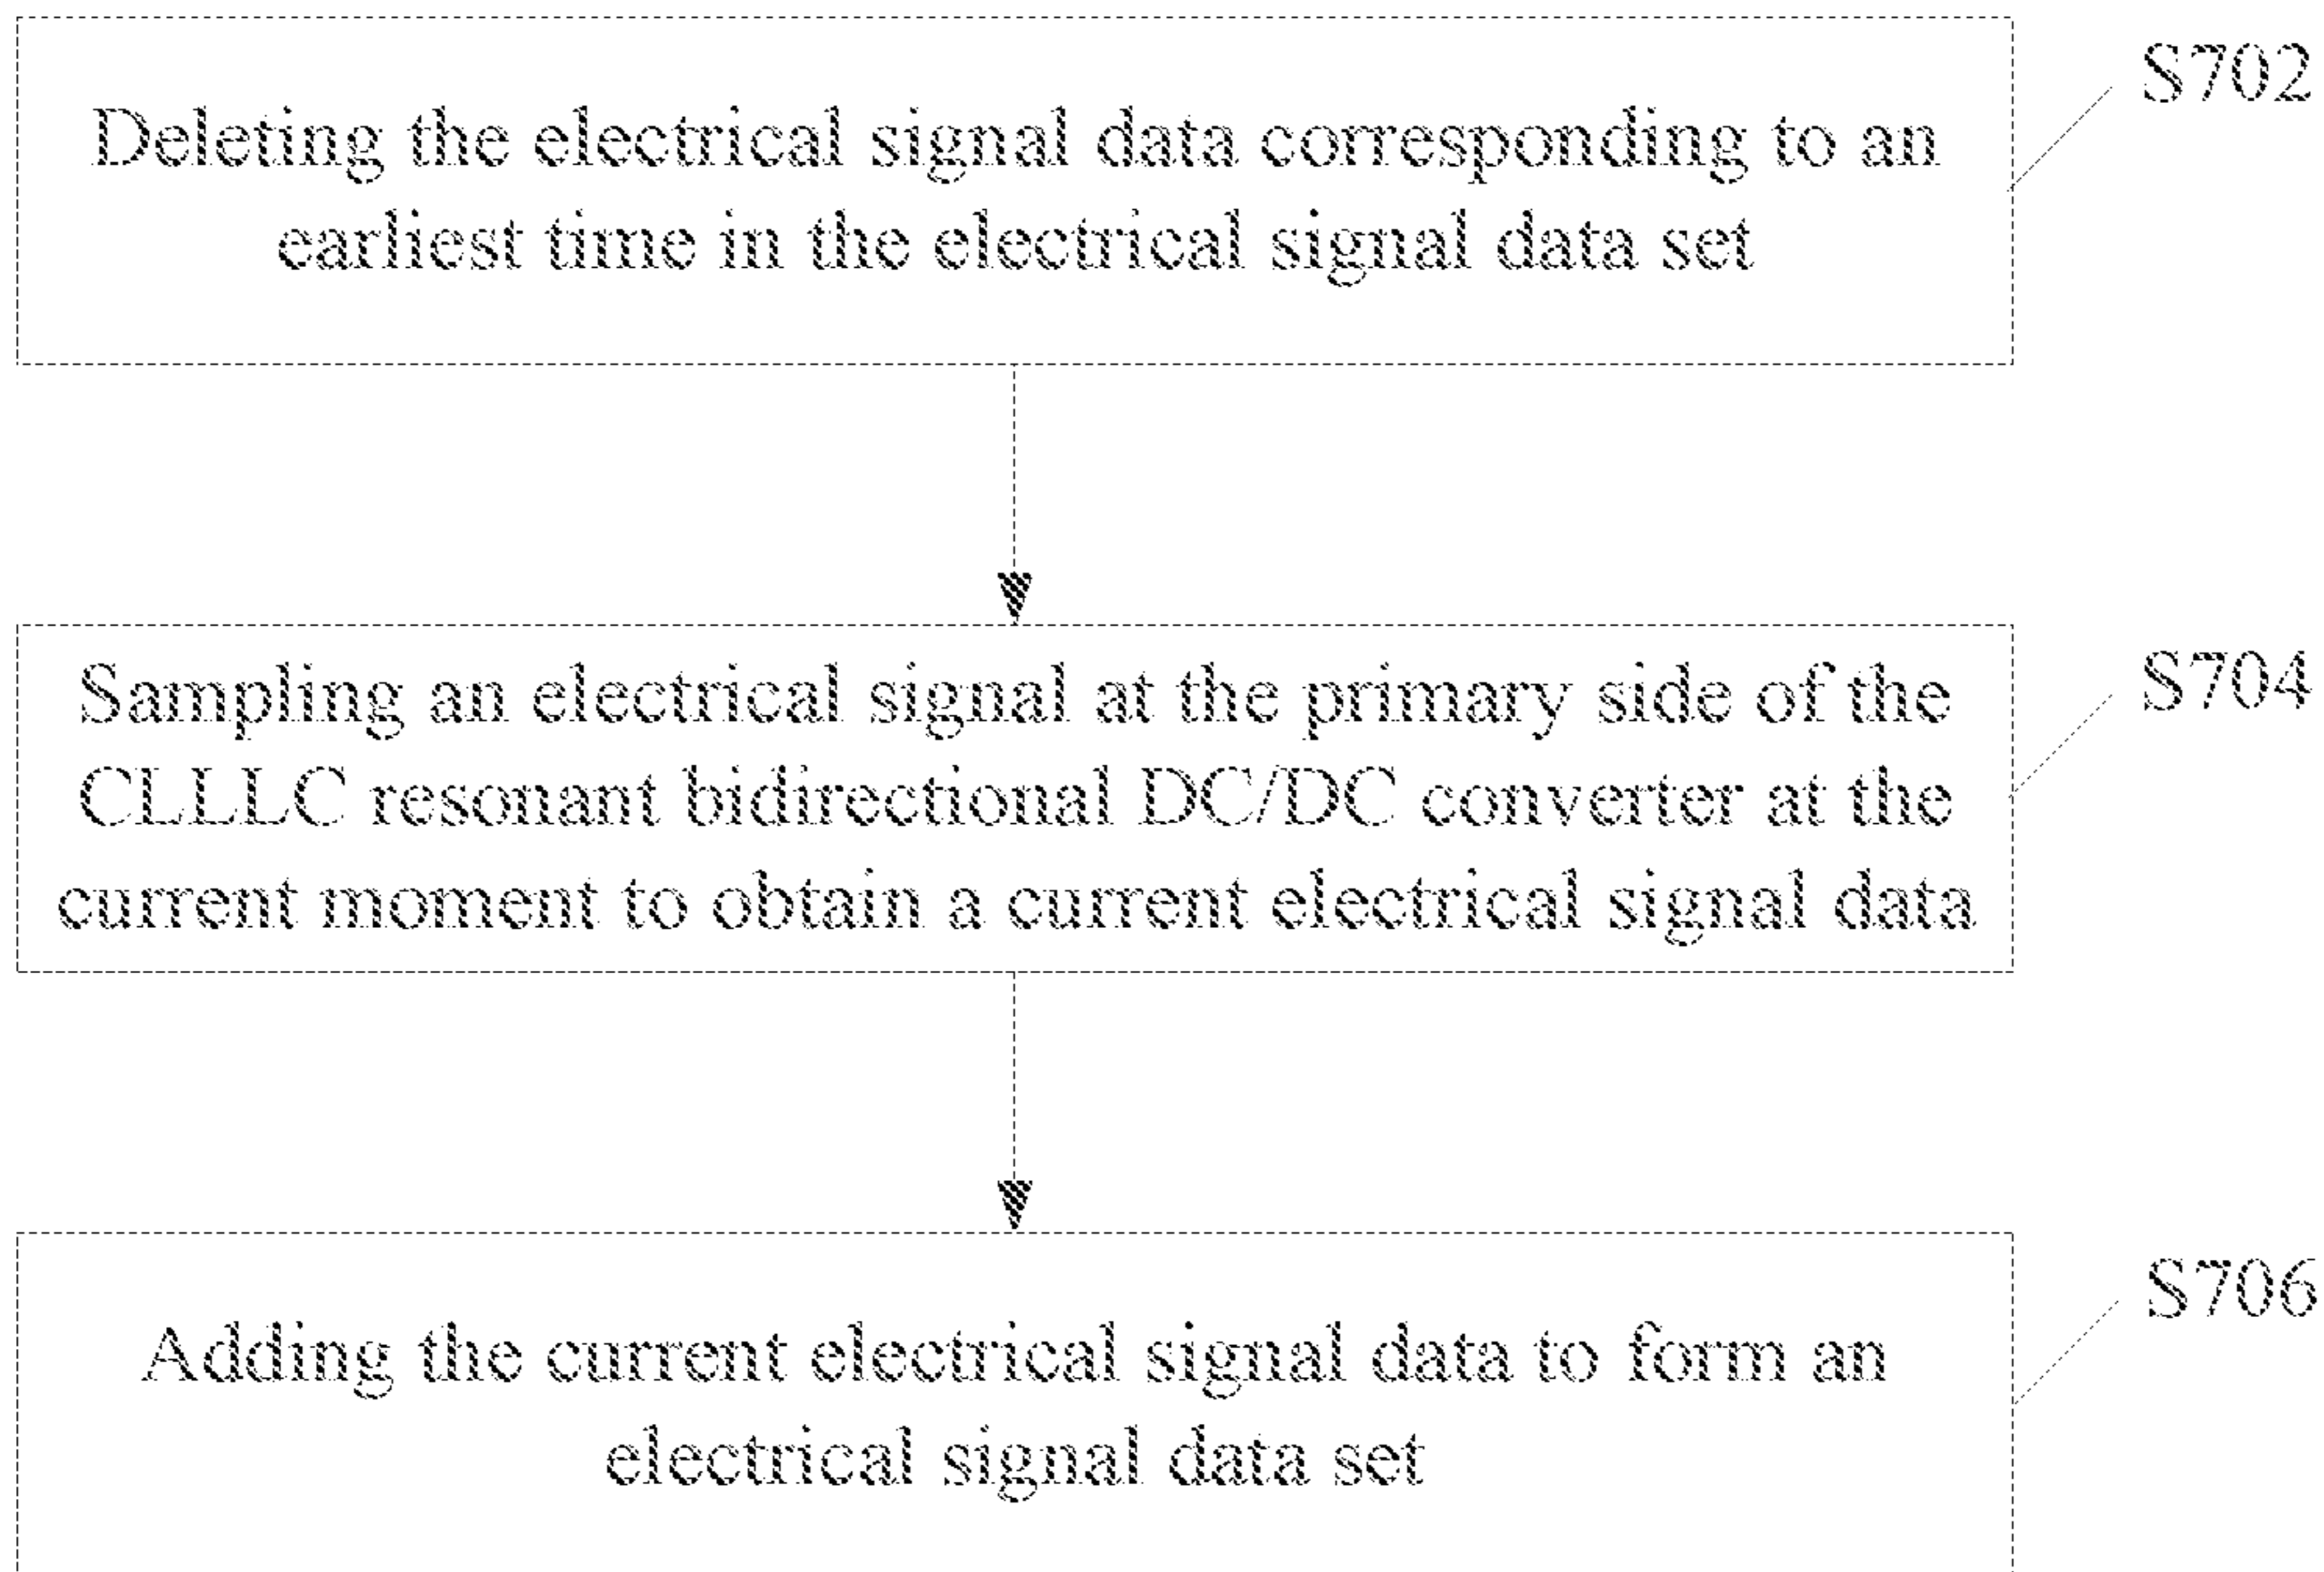 S702
Deleting the electrical signal data corresponding to an
earliest time in the electrical signal data set
S704
Sampling an electrical signal at the primary side of the
CLLLC resonant bidirectional DC/DC converter at the
current moment to obtain a current electrical signal data
S706
Adding the current electrical signal data to form an
electrical signal data set